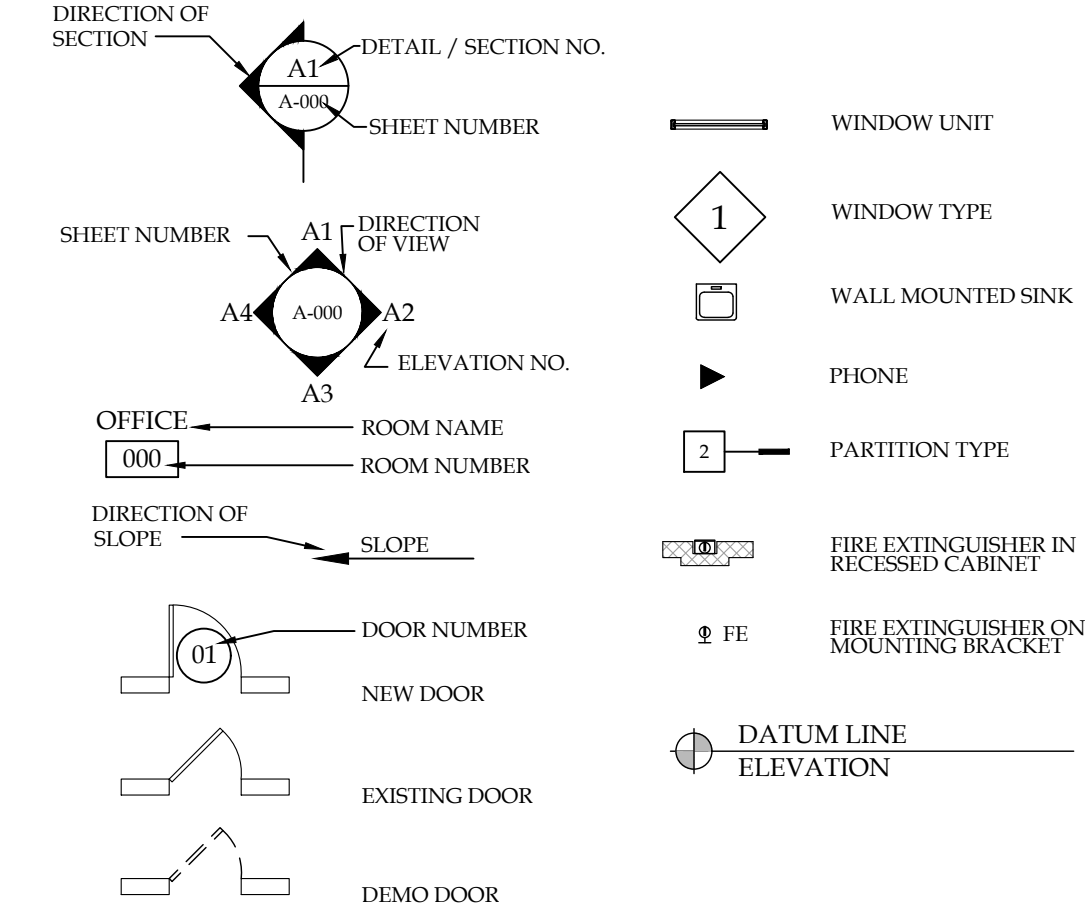 DIRECTION OF
SECTION
A1
DETAIL / SECTION NO.
A-000
SHEET NUMBER
SHEET NUMBER
A1
DIRECTION
OF VIEW
A4
A-000
A2
ELEVATION NO.
A3
OFFICE
ROOM NAME
000
ROOM NUMBER
DIRECTION OF
SLOPE
SLOPE
01
DOOR NUMBER
NEW DOOR
EXISTING DOOR
DEMO DOOR
WINDOW UNIT
1
WINDOW TYPE
WALL MOUNTED SINK
PHONE
2
PARTITION TYPE
FIRE EXTINGUISHER IN
RECESSED CABINET
FE
FIRE EXTINGUISHER ON
MOUNTING BRACKET
DATUM LINE
ELEVATION